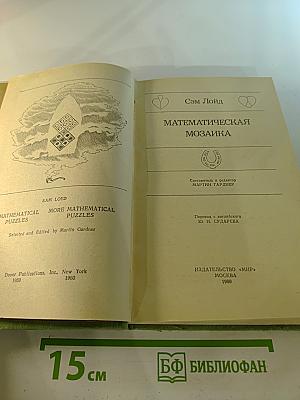 SAM LOYD
MATHEMATICAL PUZZLES
MORE MATHEMATICAL PUZZLES
Selected and Edited by Martin Gardner
Dover Publications, Inc., New York
1959
1960
Сэм Лойд
МАТЕМАТИЧЕСКАЯ
МОЗАИКА
Составитель и редактор
МАРТИН ГАРДНЕР
Перевод с английского
Ю. Н. СУДАРЕВА
ИЗДАТЕЛЬСТВО «МИР»
МОСКВА
1980
15 см
БФ БИБЛИОФАН